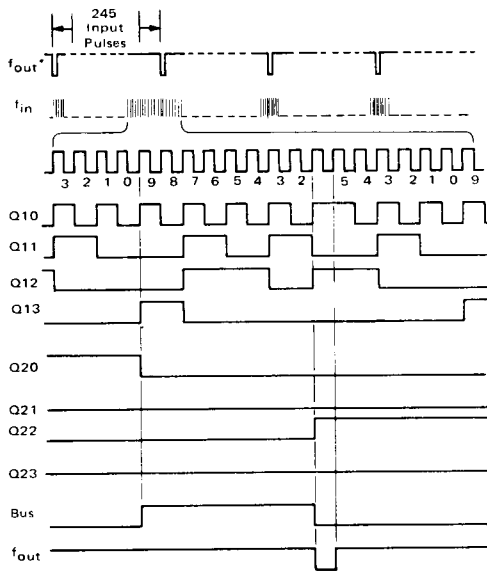 245
Input
Pulses
fout*
fin
3 2 1 0 9 8 7 6 5 4 3 2 5 4 3 2 1 0 9
Q10
Q11
Q12
Q13
Q20
Q21
Q22
Q23
Bus
fout